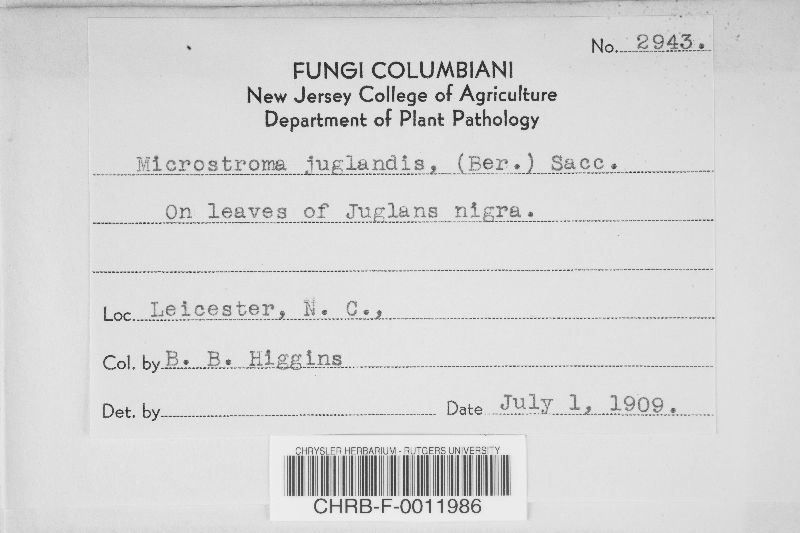 No. 2943.
FUNGI COLUMBIANI
New Jersey College of Agriculture
Department of Plant Pathology
Microstroma juglandis, (Ber.) Sacc.
On leaves of Juglans nigra.
Loc. Leicester, N. C.,
Col. by B. B. Higgins
Det. by Date July 1, 1909.
CHRYSLER HERBARIUM - RUTGERS UNIVERSITY
CHRB-F-0011986